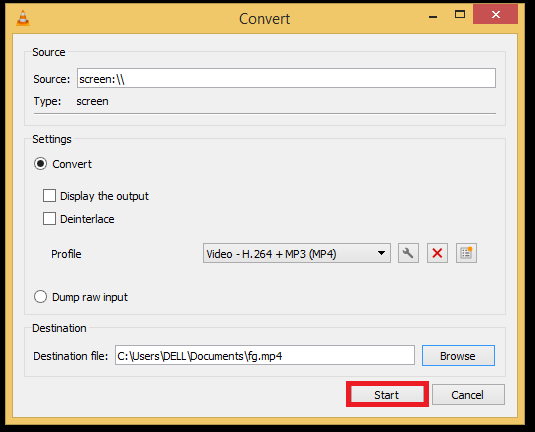 Convert
Source
Source: screen:\\
Type: screen
Settings
Convert
Display the output
Deinterlace
Profile Video - H.264 + MP3 (MP4)
Dump raw input
Destination
Destination file: C:\Users\DELL\Documents\fg.mp4 Browse
Start Cancel